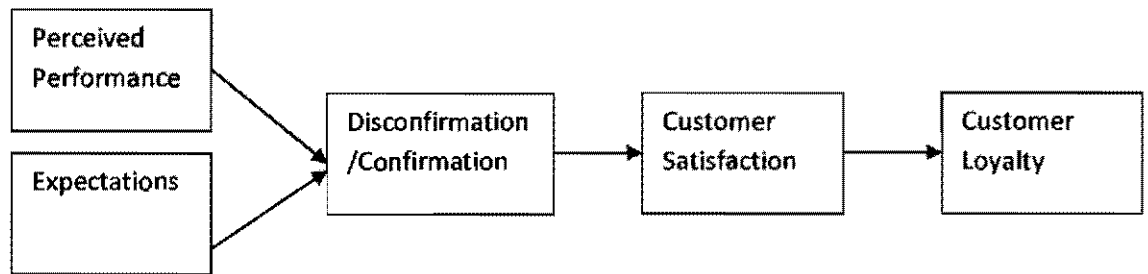 Perceived
Performance
Expectations
Disconfirmation
/Confirmation
Customer
Satisfaction
Customer
Loyalty